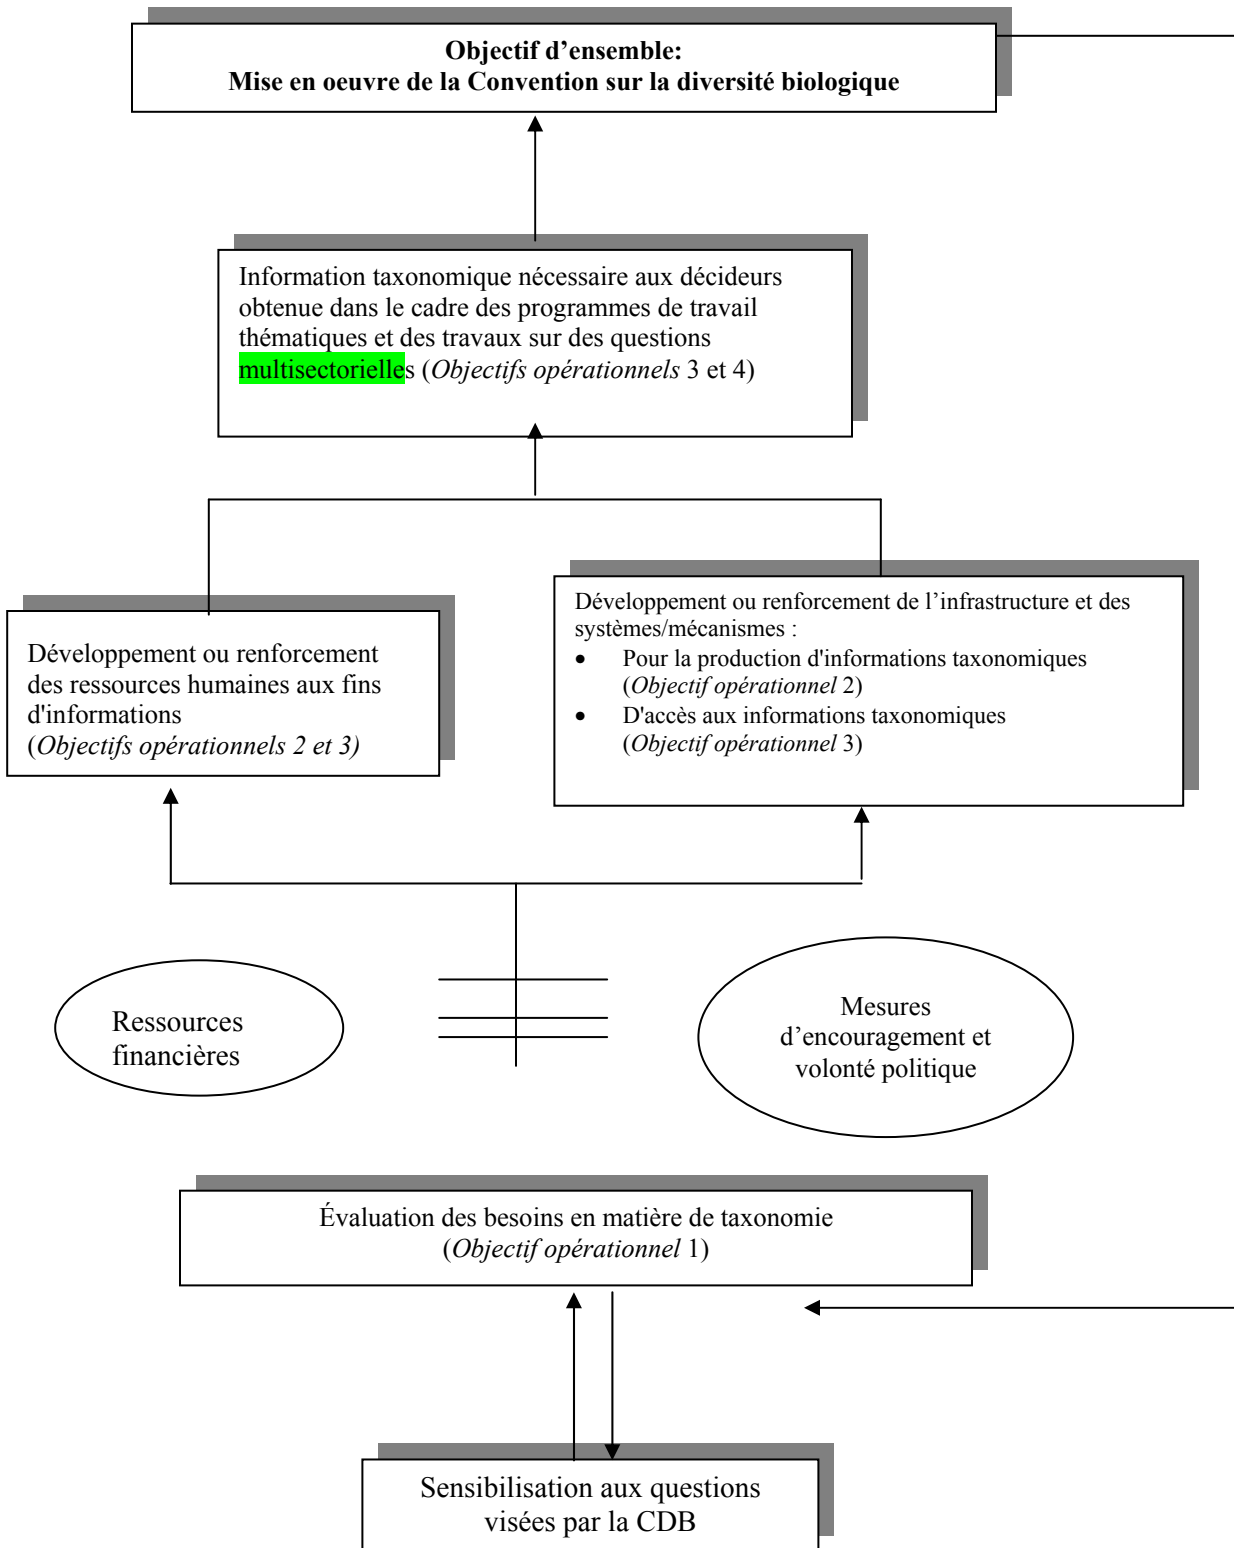 Objectif d’ensemble:
Mise en oeuvre de la Convention sur la diversité biologique
Information taxonomique nécessaire aux décideurs
obtenue dans le cadre des programmes de travail
thématiques et des travaux sur des questions
multisectorielles (Objectifs opérationnels 3 et 4)
Développement ou renforcement
des ressources humaines aux fins
d'informations
(Objectifs opérationnels 2 et 3)
Développement ou renforcement de l’infrastructure et des
systèmes/mécanismes :
• Pour la production d'informations taxonomiques
(Objectif opérationnel 2)
• D'accès aux informations taxonomiques
(Objectif opérationnel 3)
Ressources
financières
Mesures
d’encouragement et
volonté politique
Évaluation des besoins en matière de taxonomie
(Objectif opérationnel 1)
Sensibilisation aux questions
visées par la CDB